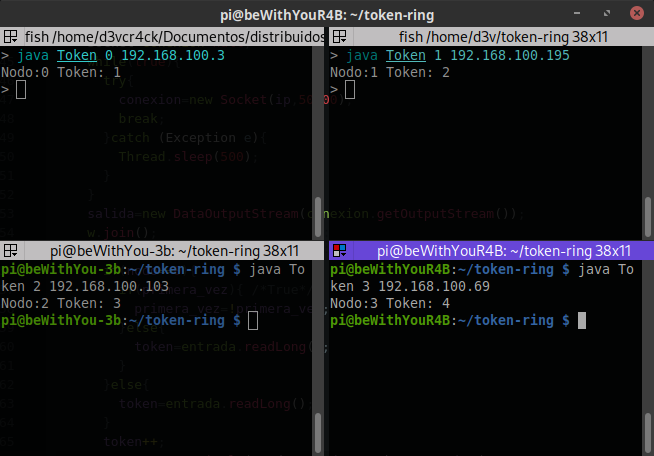 pi@beWithYouR4B: ~/token-ring
fish /home/d3vcr4ck/Documentos/distribuidos
> java Token 0 192.168.100.3
Nodo:0 Token: 1
>
try{
conexion=new Socket(ip,50
break;
}catch (Exception e){
Thread.sleep(500);
}
}
salida=new DataOutputStream(conexion.getOutputStream());
w.join();
fish /home/d3v/token-ring 38x11
> java Token 1 192.168.100.195
Nodo:1 Token: 2
>
pi@beWithYou-3b: ~/token-ring 38x11
pi@beWithYou-3b:~/token-ring $ java To
ken 2 192.168.100.103
Nodo:2 Token: 3
pi@beWithYou-3b:~/token-ring $
primera_vez){ /*True*/
primera_vez=!primera_vez;
}else{
token=entrada.readLong();
}
}else{
token=entrada.readLong()
}
token++;
pi@beWithYouR4B: ~/token-ring 38x11
pi@beWithYouR4B:~/token-ring $ java To
ken 3 192.168.100.69
Nodo:3 Token: 4
pi@beWithYouR4B:~/token-ring $